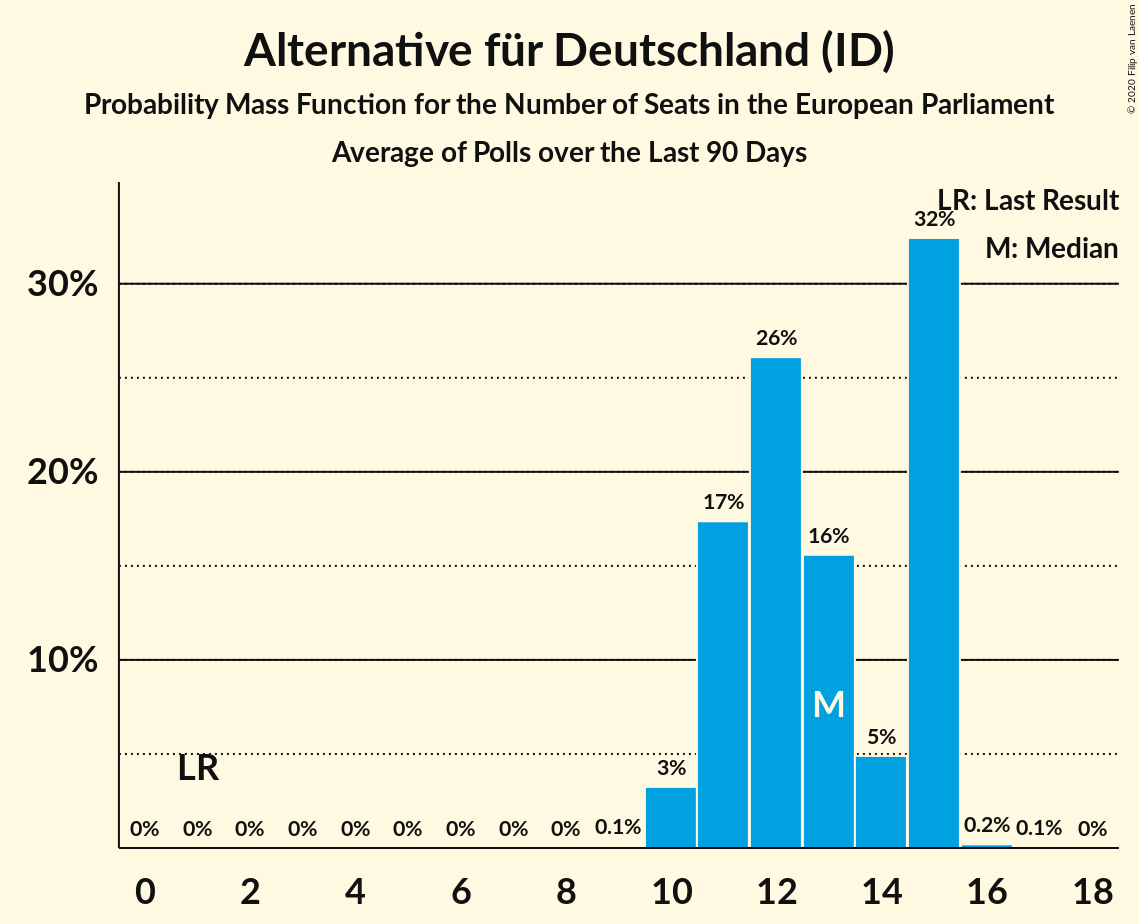 Alternative für Deutschland (ID)
Probability Mass Function for the Number of Seats in the European Parliament
Average of Polls over the Last 90 Days
© 2020 Filip van Laenen
LR: Last Result
M: Median
30%
20%
10%
LR
M
0%
0%
0%
0%
0%
0%
0%
0%
0%
0.1%
3%
17%
26%
16%
5%
32%
0.2%
0.1%
0%
0 2 4 6 8 10 12 14 16 18